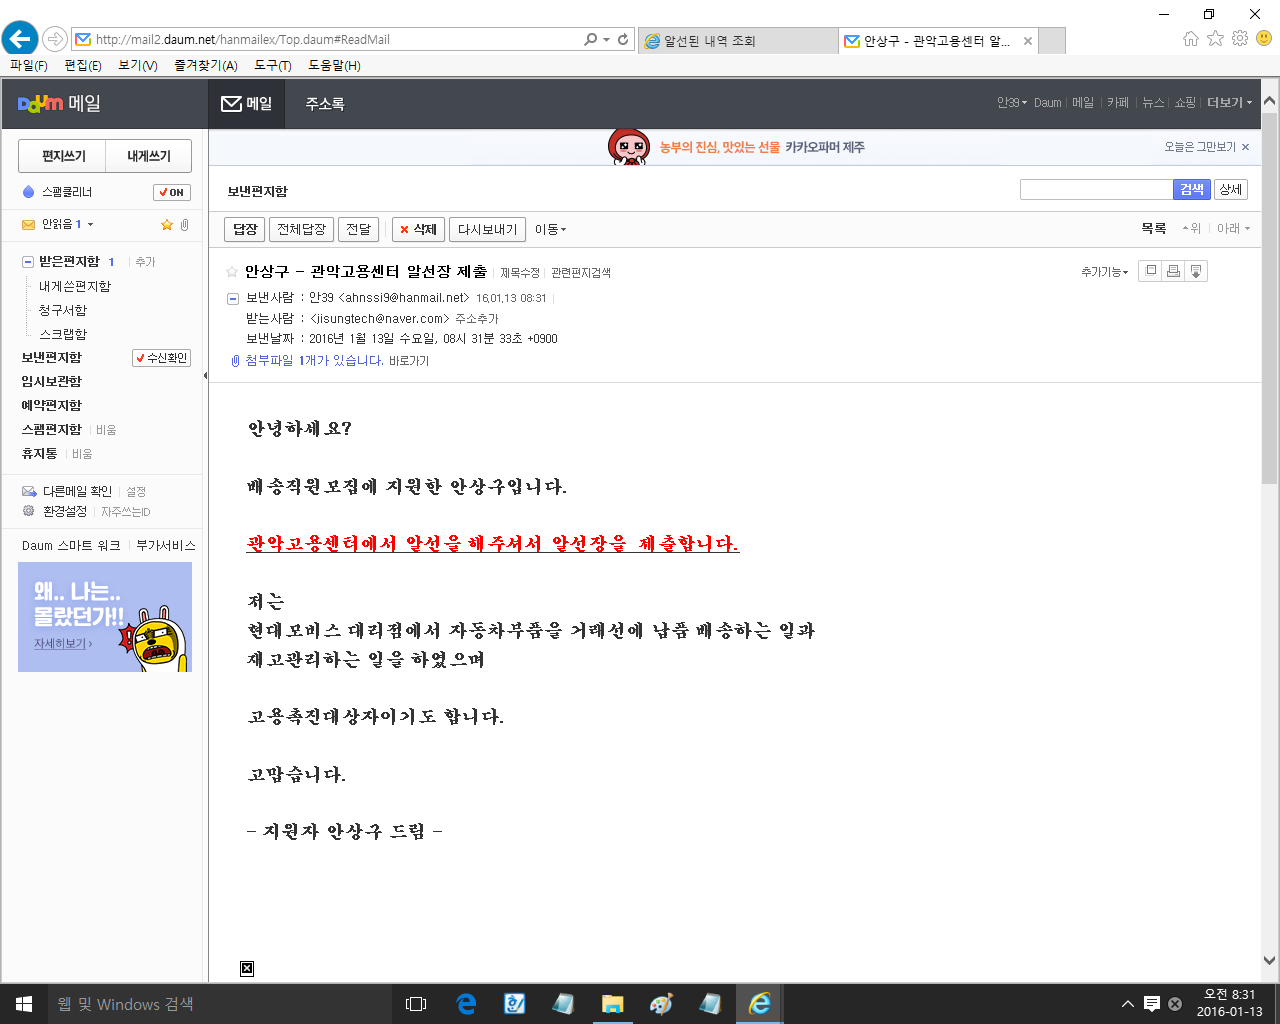 http://mail2.daum.net/hanmailex/Top.daum#ReadMail
알선된 내역 조회
안상구 - 관악고용센터 알...
파일(F) 편집(E) 보기(V) 즐겨찾기(A) 도구(T) 도움말(H)
Daum 메일
메일
주소록
안39 Daum 메일 카페 뉴스 쇼핑 더보기
편지쓰기 내게쓰기
농부의 진심, 맛있는 선물 카카오파머 제주
오늘은 그만보기
스팸클리너 ON
보낸편지함
검색 상세
안읽음 1
답장 전체답장 전달 삭제 다시보내기 이동
목록 위 아래
받은편지함 1 추가
내게쓴편지함
청구서함
스크랩함
보낸편지함 수신확인
임시보관함
예약편지함
스팸편지함 비움
휴지통 비움
다른메일 확인 설정
환경설정 자주쓰는ID
Daum 스마트 워크 부가서비스
왜.. 나는..
몰랐던가!!
자세히보기
안상구 - 관악고용센터 알선장 제출 제목수정 관련편지검색
추가기능
보낸사람 : 안39 <ahnssi9@hanmail.net> 16.01.13 08:31
받는사람 : <jisungtech@naver.com> 주소추가
보낸날짜 : 2016년 1월 13일 수요일, 08시 31분 33초 +0900
첨부파일 1개가 있습니다. 바로가기
안녕하세요?
배송직원모집에 지원한 안상구입니다.
관악고용센터에서 알선을 해주셔서 알선장을 제출합니다.
저는
현대모비스 대리점에서 자동차부품을 거래선에 납품 배송하는 일과
재고관리하는 일을 하였으며
고용촉진대상자이기도 합니다.
고맙습니다.
- 지원자 안상구 드림 -
웹 및 Windows 검색
오전 8:31
2016-01-13